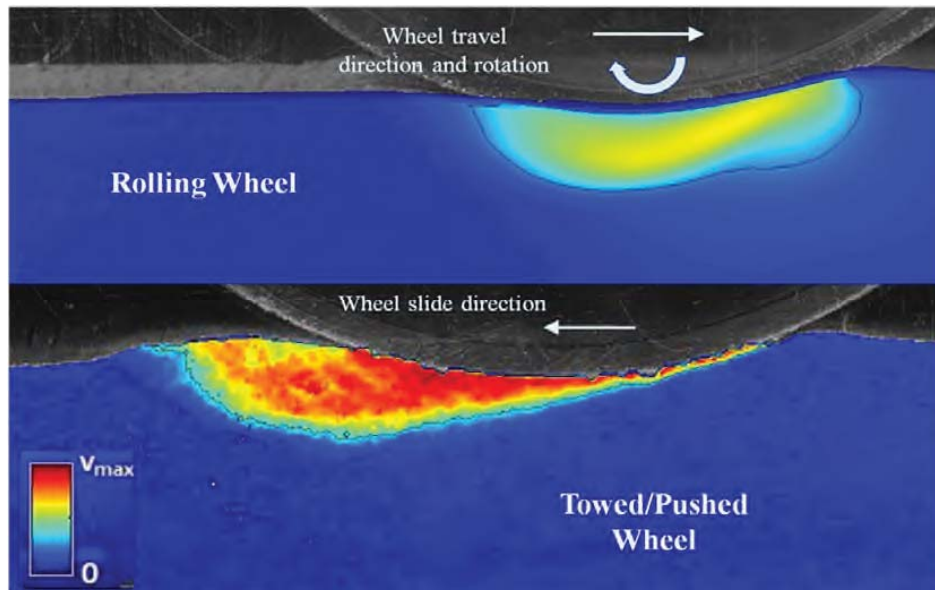 Wheel travel
direction and rotation
Rolling Wheel
Wheel slide direction
Vmax
0
Towed/Pushed
Wheel